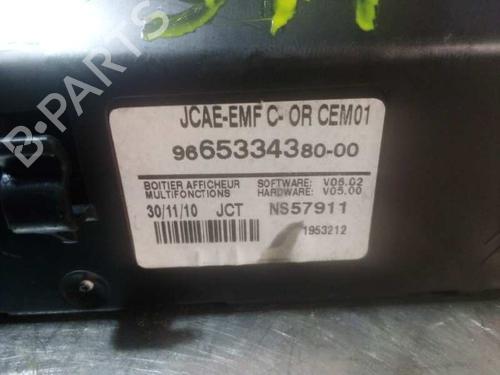 JCAE-EMF C- OR CEM01
9665334380-00
BOITIER AFFICHEUR SOFTWARE: V06.02
MULTIFONCTIONS HARDWARE: V05.00
30/11/10 JCT NS57911
1953212
B-PARTS